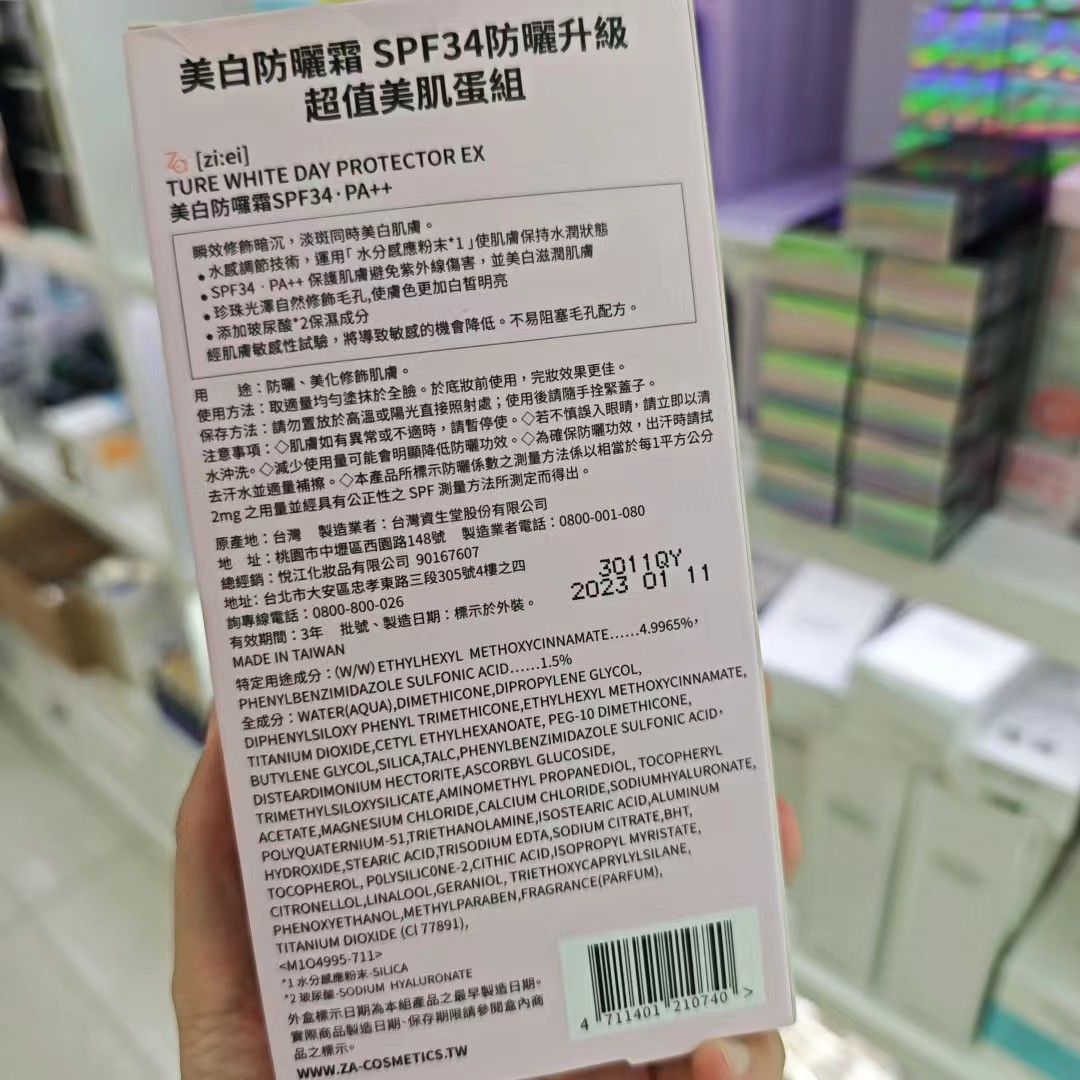 美白防曬霜 SPF34防曬升級
超值美肌蛋組
Za [zi:ei]
TURE WHITE DAY PROTECTOR EX
美白防曬霜SPF34·PA++
瞬效修飾暗沉，淡斑同時美白肌膚。
•水感調節技術，運用「水分感應粉末*1」使肌膚保持水潤狀態
•SPF34·PA++ 保護肌膚避免紫外線傷害，並美白滋潤肌膚
•珍珠光澤自然修飾毛孔,使膚色更加白皙明亮
•添加玻尿酸*2保濕成分
經肌膚敏感性試驗，將導致敏感的機會降低。不易阻塞毛孔配方。
用 途：防曬、美化修飾肌膚。
使用方法：取適量均勻塗抹於全臉。於底妝前使用，完妝效果更佳。
保存方法：請勿置放於高溫或陽光直接照射處；使用後請隨手拴緊蓋子。
注意事項：◇肌膚如有異常或不適時，請暫停使。◇若不慎誤入眼睛，請立即以清
水沖洗。◇減少使用量可能會明顯降低防曬功效。◇為確保防曬功效，出汗時請拭
去汗水並適量補擦。◇本產品所標示防曬係數之測量方法係以相當於每1平方公分
2mg 之用量並經具有公正性之 SPF 測量方法所測定而得出。
原產地：台灣 製造業者：台灣資生堂股份有限公司
地 址：桃園市中壢區西園路148號 製造業者電話：0800-001-080
總經銷：悅江化妝品有限公司 90167607
地址：台北市大安區忠孝東路三段305號4樓之四
詢專線電話：0800-800-026
有效期間：3年 批號、製造日期：標示於外裝。
3011QY
2023 01 11
MADE IN TAIWAN
特定用途成分：(W/W) ETHYLHEXYL METHOXYCINNAMATE......4.9965%，
PHENYLBENZIMIDAZOLE SULFONIC ACID......1.5%
全成分：WATER(AQUA),DIMETHICONE,DIPROPYLENE GLYCOL,
DIPHENYLSILOXY PHENYL TRIMETHICONE,ETHYLHEXYL METHOXYCINNAMATE,
TITANIUM DIOXIDE,CETYL ETHYLHEXANOATE, PEG-10 DIMETHICONE,
BUTYLENE GLYCOL,SILICA,TALC,PHENYLBENZIMIDAZOLE SULFONIC ACID，
DISTEARDIMONIUM HECTORITE,ASCORBYL GLUCOSIDE,
TRIMETHYLSILOXYSILICATE,AMINOMETHYL PROPANEDIOL, TOCOPHERYL
ACETATE,MAGNESIUM CHLORIDE,CALCIUM CHLORIDE,SODIUMHYALURONATE,
POLYQUATERNIUM-51,TRIETHANOLAMINE,ISOSTEARIC ACID,ALUMINUM
HYDROXIDE,STEARIC ACID,TRISODIUM EDTA,SODIUM CITRATE,BHT,
TOCOPHEROL, P0LYSILIC0NE-2,CITHIC ACID,ISOPROPYL MYRISTATE,
CITRONELLOL,LINALOOL,GERANIOL, TRIETHOXYCAPRYLYLSILANE,
PHENOXYETHANOL,METHYLPARABEN,FRAGRANCE(PARFUM),
TITANIUM DIOXIDE (CI 77891),
<M1O4995-711>
*1 水分感應粉末-SILICA
*2 玻尿酸-SODIUM HYALURONATE
外盒標示日期為本組產品之最早製造日期。
實際商品製造日期、保存期限請參閱盒內商
品之標示。
WWW.ZA-COSMETICS.TW
4 711401 210740 >